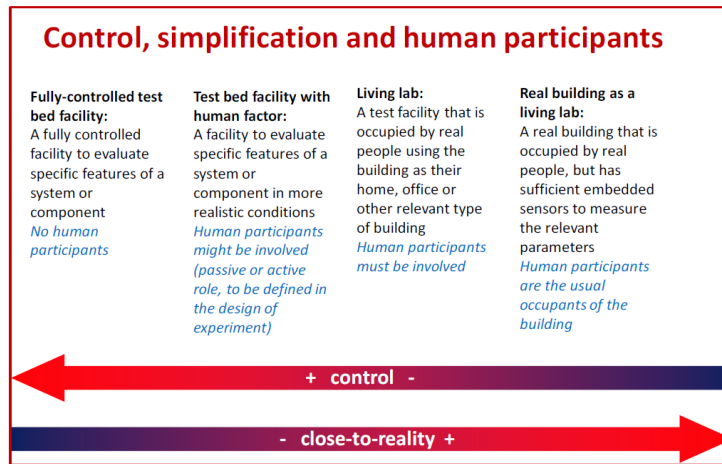 Control, simplification and human participants
Fully-controlled test
bed facility:
A fully controlled
facility to evaluate
specific features of a
system or
component
No human
participants
Test bed facility with
human factor:
A facility to evaluate
specific features of a
system or
component in more
realistic conditions
Human participants
might be involved
(passive or active
role, to be defined in
the design of
experiment)
Living lab:
A test facility that is
occupied by real
people using the
building as their
home, office or
other relevant type
of building
Human participants
must be involved
Real building as a
living lab:
A real building that is
occupied by real
people, but has
sufficient embedded
sensors to measure
the relevant
parameters
Human participants
are the usual
occupants of the
building
+ control -
- close-to-reality +